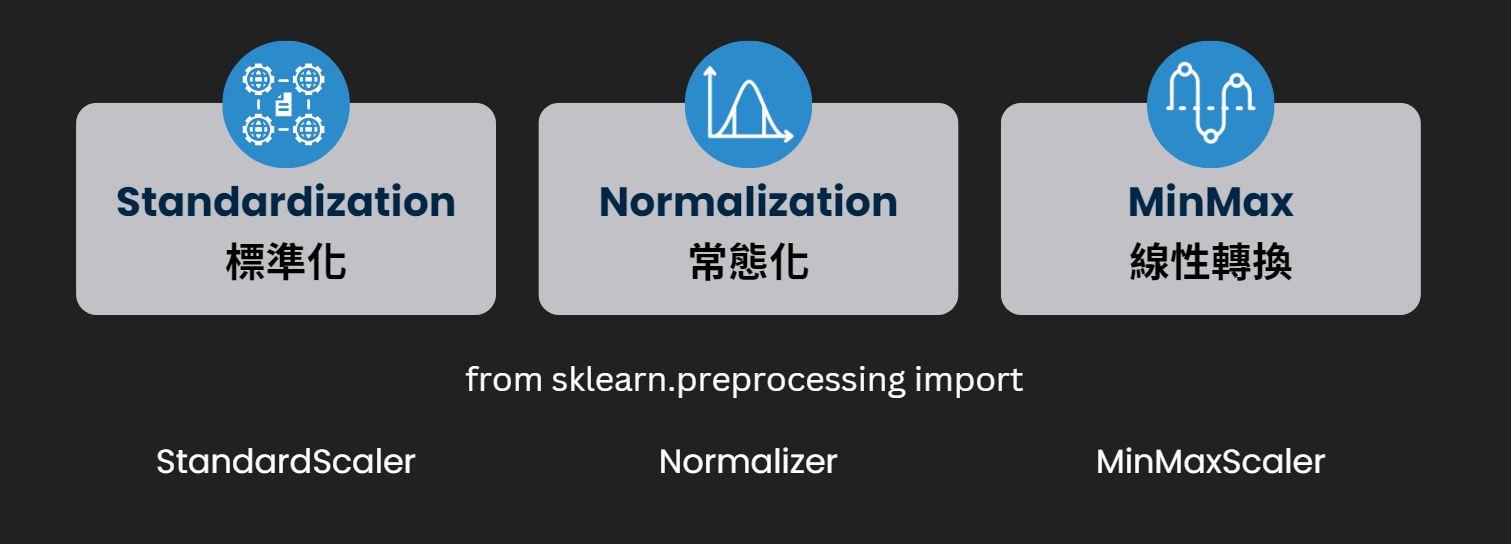 Standardization
標準化
Normalization
常態化
MinMax
線性轉換
from sklearn.preprocessing import
StandardScaler
Normalizer
MinMaxScaler